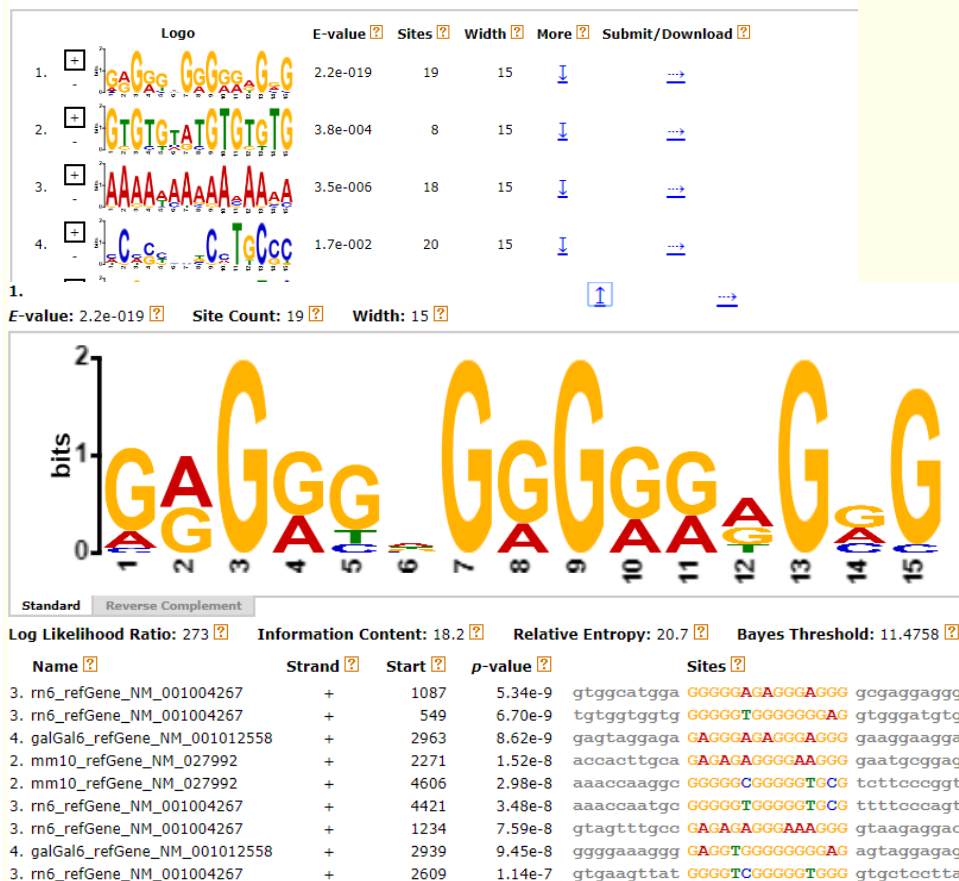 Logo E-value ? Sites ? Width ? More ? Submit/Download ?
1. + - 2.2e-019 19 15
2. + - 3.8e-004 8 15
3. + - 3.5e-006 18 15
4. + - 1.7e-002 20 15
1.
E-value: 2.2e-019 ? Site Count: 19 ? Width: 15 ?
2
bits
1
0
1 2 3 4 5 6 7 8 9 10 11 12 13 14 15
Standard Reverse Complement
Log Likelihood Ratio: 273 ? Information Content: 18.2 ? Relative Entropy: 20.7 ? Bayes Threshold: 11.4758 ?
Name ? Strand ? Start ? p-value ? Sites ?
3. rn6_refGene_NM_001004267 + 1087 5.34e-9 gtggcatgga GGGGGAGAGGGAGGG gcgaggaggg
3. rn6_refGene_NM_001004267 + 549 6.70e-9 tgtggtggtg GGGGGTGGGGGGGAG gtgggatgtg
4. galGal6_refGene_NM_001012558 + 2963 8.62e-9 gagtaggaga GAGGGAGAGGGAGGG gaaggaagga
2. mm10_refGene_NM_027992 + 2271 1.52e-8 accacttgca GAGAGAGGGGAAGGG gaatgcggag
2. mm10_refGene_NM_027992 + 4606 2.98e-8 aaaccaaggc GGGGGCGGGGGTGCG tcttcccggt
3. rn6_refGene_NM_001004267 + 4421 3.48e-8 aaaccaatgc GGGGGTGGGGGTGCG ttttcccagt
3. rn6_refGene_NM_001004267 + 1234 7.59e-8 gtagtttgcc GAGAGAGGGAAAGGG gtaagaggac
4. galGal6_refGene_NM_001012558 + 2939 9.45e-8 ggggaaaggg GAGGTGGGGGGGGAG agtaggagag
3. rn6_refGene_NM_001004267 + 2609 1.14e-7 gtgaagttat GGGGTCGGGGGTGGG gtgctcctta